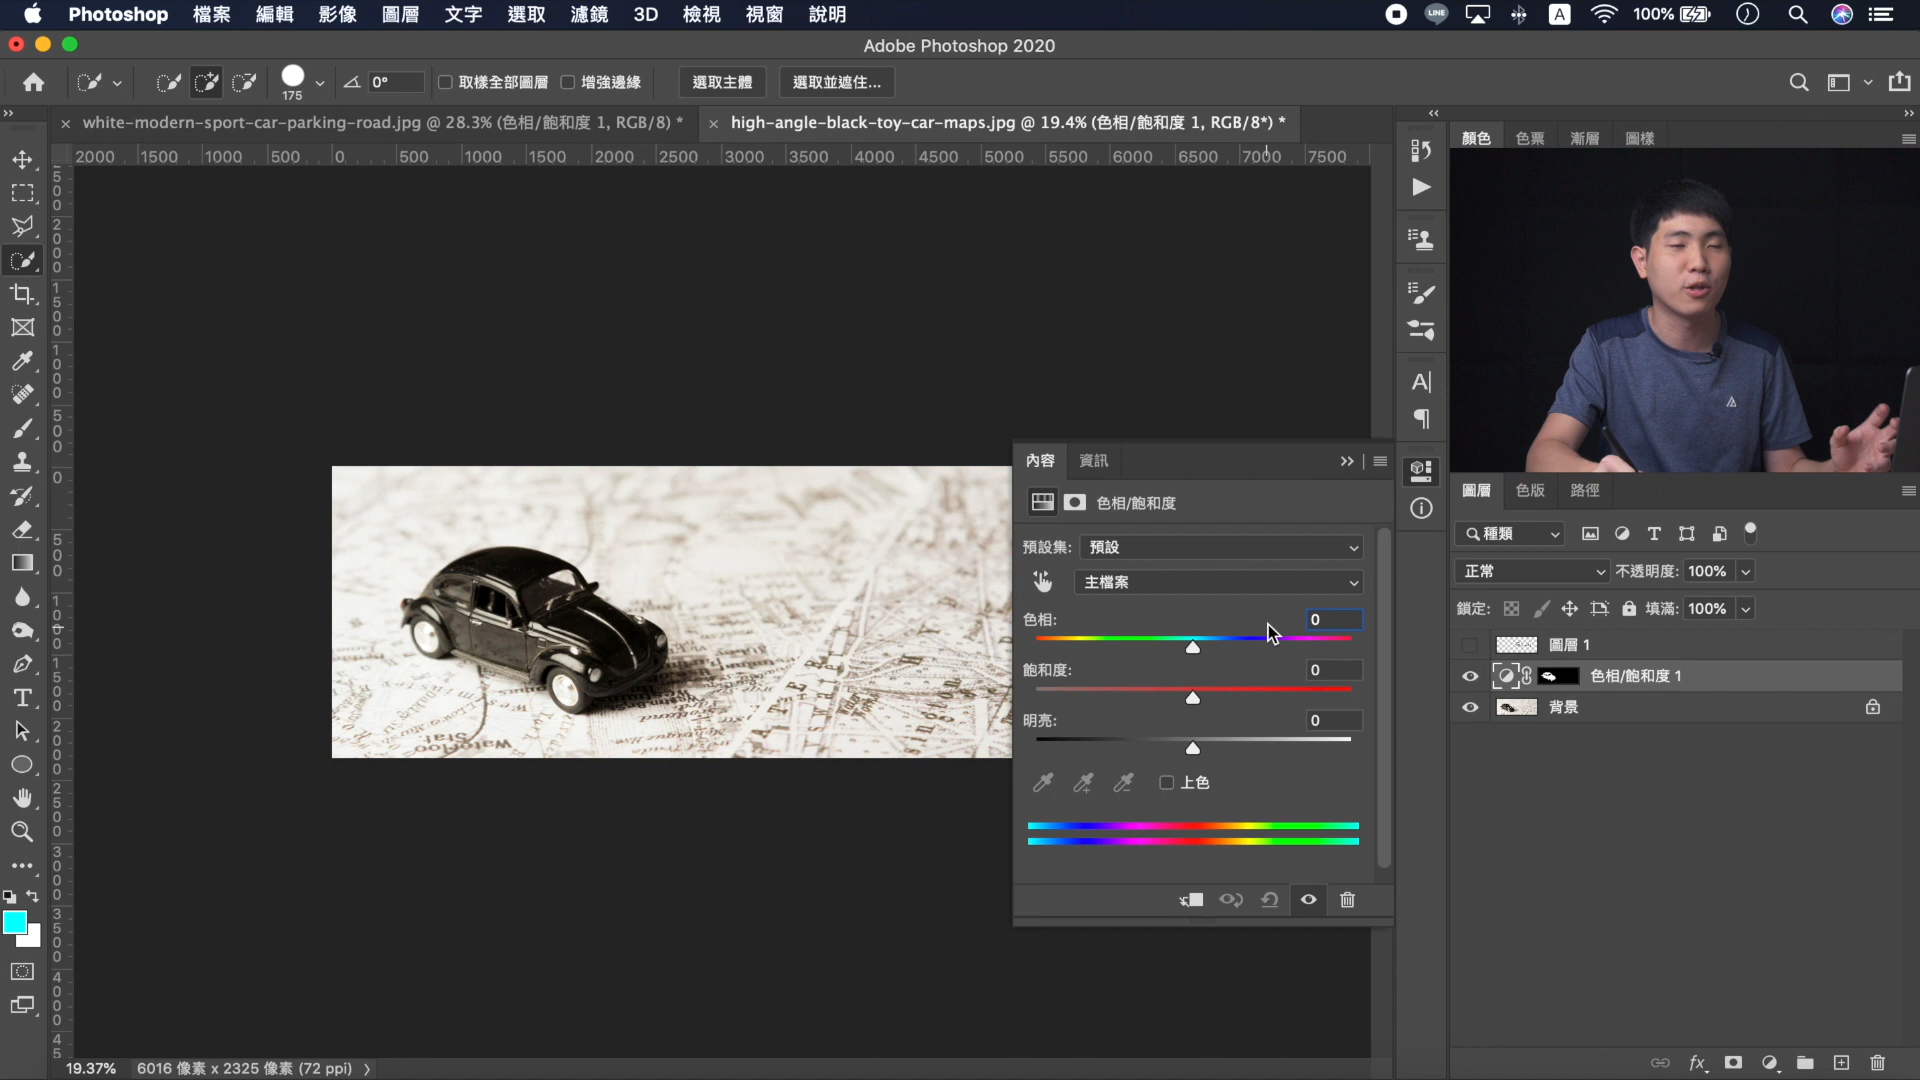 Photoshop 檔案 編輯 影像 圖層 文字 選取 濾鏡 3D 檢視 視窗 說明
LINE A 100%
Adobe Photoshop 2020
175 0° 取樣全部圖層 增強邊緣 選取主體 選取並遮住...
white-modern-sport-car-parking-road.jpg @ 28.3% (色相/飽和度 1, RGB/8) *
high-angle-black-toy-car-maps.jpg @ 19.4% (色相/飽和度 1, RGB/8*) *
2000 1500 1000 500 0 500 1000 1500 2000 2500 3000 3500 4000 4500 5000 5500 6000 6500 7000 7500
顏色 色票 漸層 圖樣
內容 資訊
色相/飽和度
預設集: 預設
主檔案
色相: 0
飽和度: 0
明亮: 0
上色
圖層 色版 路徑
種類
正常 不透明度: 100%
鎖定: 填滿: 100%
圖層 1
色相/飽和度 1
背景
Waterloo
Stat.
19.37% 6016 像素 x 2325 像素 (72 ppi)